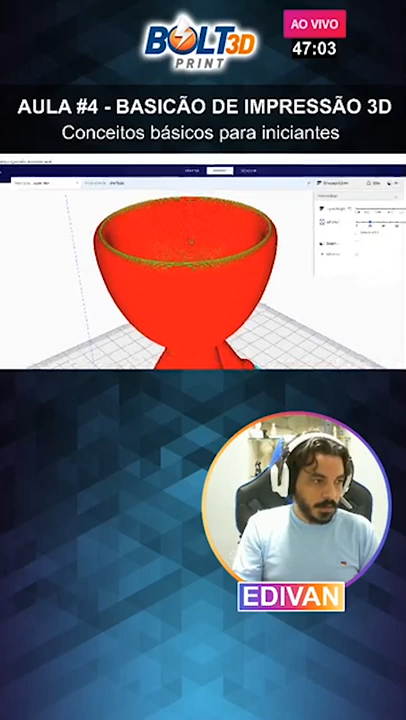 BOLT3D
PRINT
AO VIVO
47:03
AULA #4 - BASICÃO DE IMPRESSÃO 3D
Conceitos básicos para iniciantes
EDIVAN